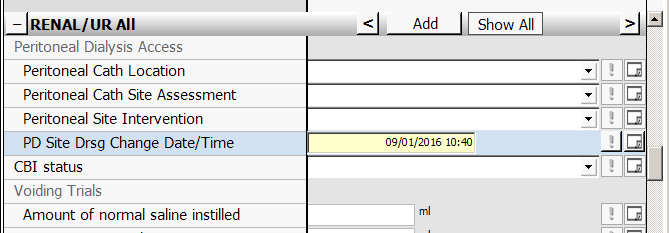 − RENAL/UR All < Add Show All >
Peritoneal Dialysis Access
Peritoneal Cath Location
Peritoneal Cath Site Assessment
Peritoneal Site Intervention
PD Site Drsg Change Date/Time 09/01/2016 10:40
CBI status
Voiding Trials
Amount of normal saline instilled ml